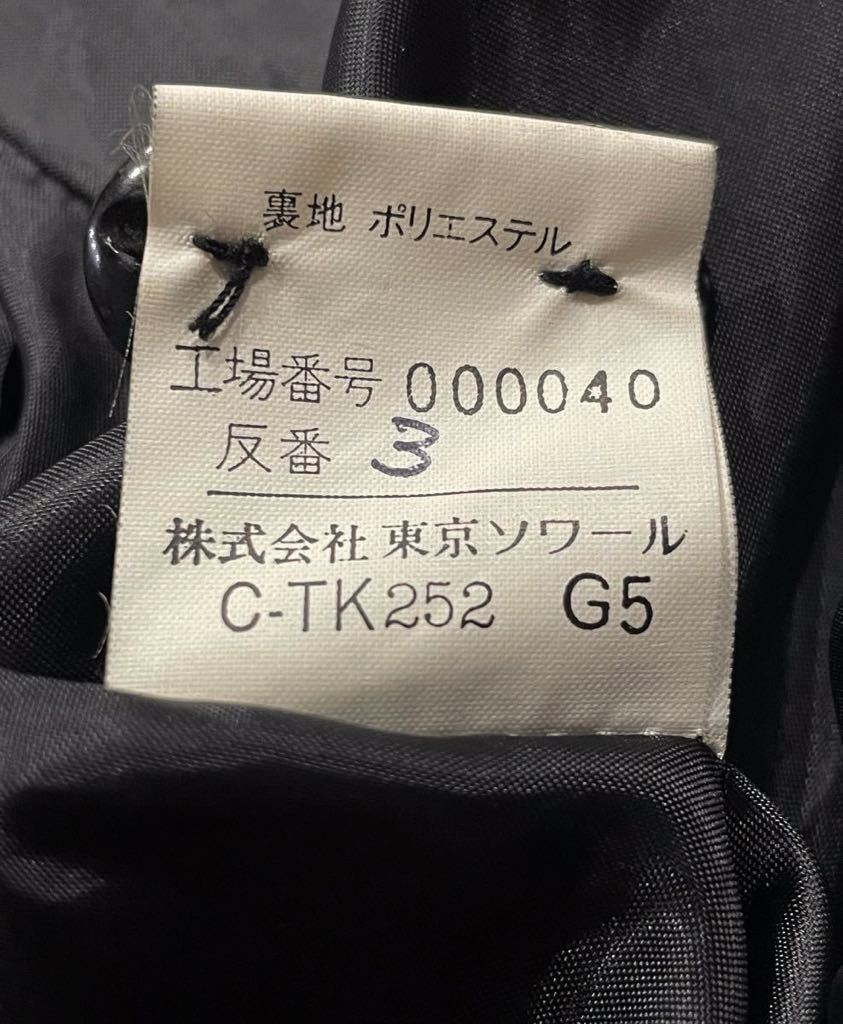 裏地 ポリエステル
工場番号 000040
反番 3
株式会社 東京ソワール
C-TK252 G5